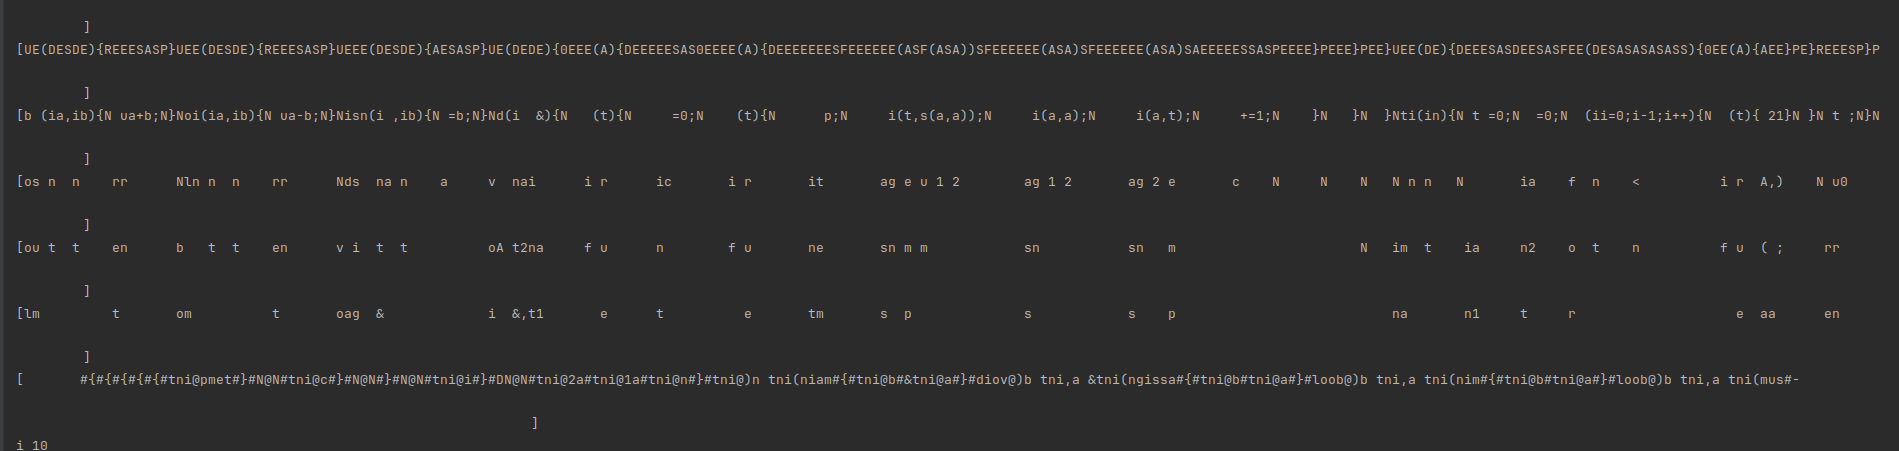 ]
[UE(DESDE){REEESASP}UEE(DESDE){REEESASP}UEEE(DESDE){AESASP}UE(DEDE){0EEE(A){DEEEEEESAS0EEEE(A){DEEEEEEESFEEEEEE(ASF(ASA))SFEEEEEE(ASA)SFEEEEEE(ASA)SAEEEEESSASPEEEE}PEEE}PEE}UEE(DE){DEEESASDEESASFEE(DESASASASASS){0EE(A){AEE}PE}REEESP}P
]
[b (ia,ib){N ua+b;N}Noi(ia,ib){N ua-b;N}Nisn(i ,ib){N =b;N}Nd(i  &){N   (t){N     =0;N    (t){N      p;N     i(t,s(a,a));N     i(a,a);N     i(a,t);N     +=1;N    }N   }N  }Nti(in){N t =0;N  =0;N  (ii=0;i-1;i++){N  (t){ 21}N }N t ;N}N
]
[os n  n    rr      Nln n  n    rr      Nds  na n    a     v  nai      i r      ic       i r       it       ag e u 1 2        ag 1 2       ag 2 e       c    N     N    N   N n n   N       ia    f  n    <          i r  A,)    N u0
]
[ou t  t    en      b   t  t    en      v i  t  t          oA t2na     f u      n        f u       ne       sn m m            sn           sn   m                       N   im  t    ia     n2    o  t    n          f u  ( ;     rr
]
[lm         t       om          t       oag  &             i  &,t1       e      t          e       tm       s  p              s            s    p                           na       n1     t     r                    e  aa      en
]
[       #{#{#{#{#{#tni@pmet#}#N@N#tni@c#}#N@N#}#N@N#tni@i#}#DN@N#tni@2a#tni@1a#tni@n#}#tni@)n tni(niam#{#tni@b#&tni@a#}#diov@)b tni,a &tni(ngissa#{#tni@b#tni@a#}#loob@)b tni,a tni(nim#{#tni@b#tni@a#}#loob@)b tni,a tni(mus#-
]
i 10